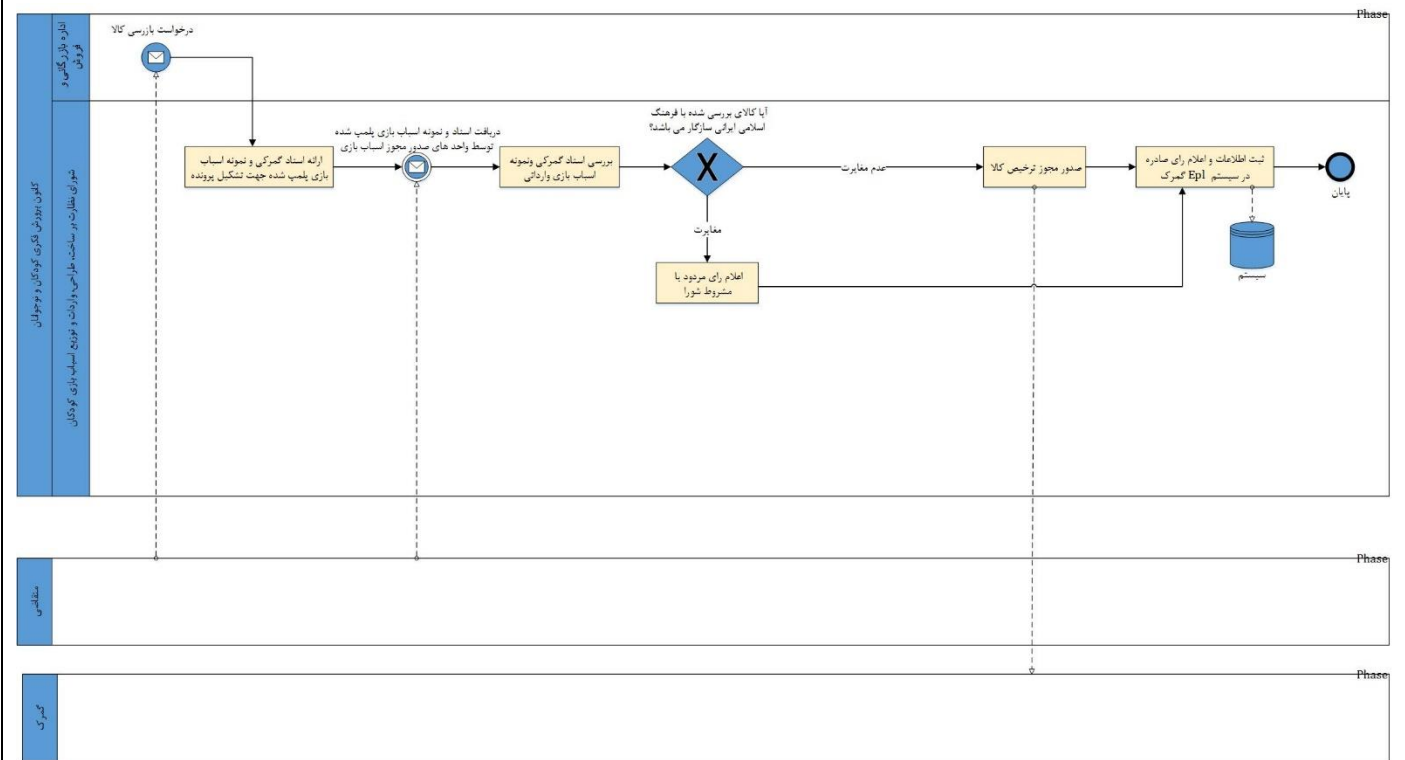 Phase
اداره بازرگانی و
فروش
درخواست بازرسی کالا
کانون پرورش فکری کودکان و نوجوانان
شورای نظارت بر ساخت، طراحی، واردات و توزیع اسباب بازی کودکان
ارائه اسناد گمرکی و نمونه اسباب
بازی پلمپ شده جهت تشکیل پرونده
دریافت اسناد و نمونه اسباب بازی پلمپ شده
توسط واحد های صدور مجوز اسباب بازی
بررسی اسناد گمرکی ونمونه
اسباب بازی وارداتی
آیا کالای بررسی شده با فرهنگ
اسلامی ایرانی سازگار می باشد؟
عدم مغایرت
صدور مجوز ترخیص کالا
ثبت اطلاعات و اعلام رای صادره
در سیستم Epl گمرک
پایان
سیستم
مغایرت
اعلام رای مردود یا
مشروط شورا
Phase
متقاضی
Phase
گمرک